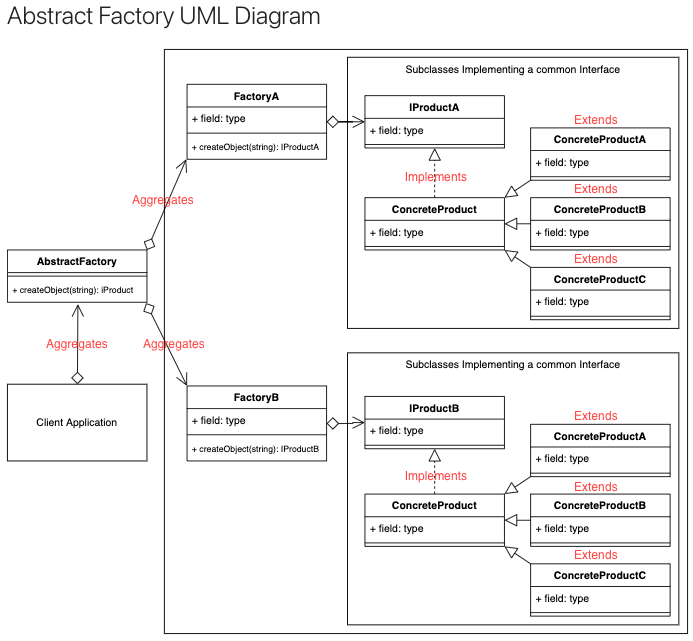 Abstract Factory UML Diagram
Subclasses Implementing a common Interface
FactoryA
+ field: type
+ createObject(string): IProductA
IProductA
+ field: type
Extends
ConcreteProductA
+ field: type
Implements
Extends
ConcreteProduct
+ field: type
ConcreteProductB
+ field: type
Extends
ConcreteProductC
+ field: type
Aggregates
AbstractFactory
+ createObject(string): iProduct
Aggregates
Aggregates
Client Application
Subclasses Implementing a common Interface
FactoryB
+ field: type
+ createObject(string): IProductB
IProductB
+ field: type
Extends
ConcreteProductA
+ field: type
Implements
Extends
ConcreteProduct
+ field: type
ConcreteProductB
+ field: type
Extends
ConcreteProductC
+ field: type